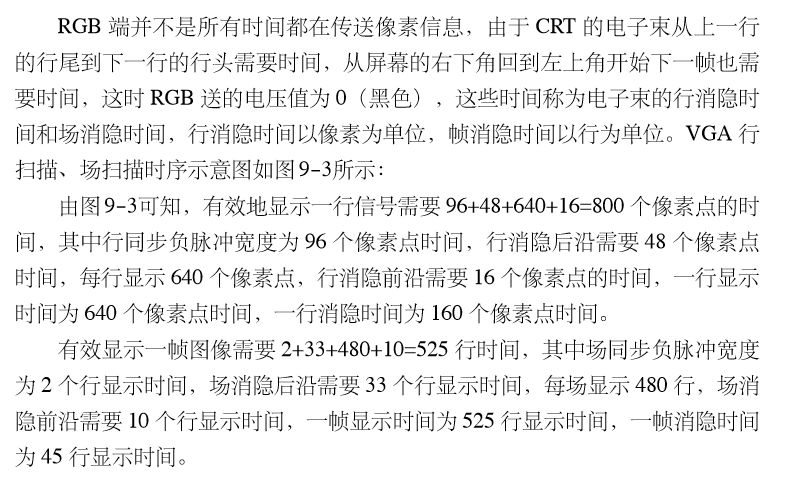 RGB 端并不是所有时间都在传送像素信息，由于 CRT 的电子束从上一行
的行尾到下一行的行头需要时间，从屏幕的右下角回到左上角开始下一帧也需
要时间，这时 RGB 送的电压值为 0（黑色），这些时间称为电子束的行消隐时
间和场消隐时间，行消隐时间以像素为单位，帧消隐时间以行为单位。VGA 行
扫描、场扫描时序示意图如图 9-3所示：
由图 9-3可知，有效地显示一行信号需要 96+48+640+16=800 个像素点的时
间，其中行同步负脉冲宽度为 96 个像素点时间，行消隐后沿需要 48 个像素点
时间，每行显示 640 个像素点，行消隐前沿需要 16 个像素点的时间，一行显示
时间为 640 个像素点时间，一行消隐时间为 160 个像素点时间。
有效显示一帧图像需要 2+33+480+10=525 行时间，其中场同步负脉冲宽度
为 2 个行显示时间，场消隐后沿需要 33 个行显示时间，每场显示 480 行，场消
隐前沿需要 10 个行显示时间，一帧显示时间为 525 行显示时间，一帧消隐时间
为 45 行显示时间。